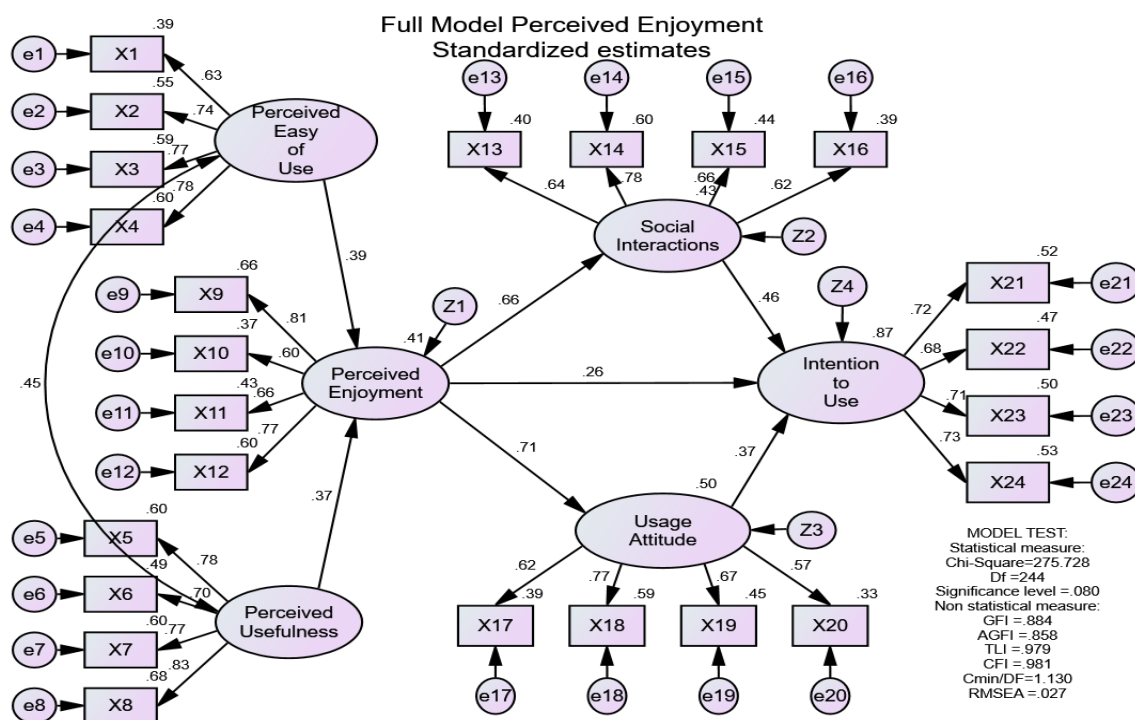 Full Model Perceived Enjoyment
Standardized estimates
e1
X1
.39
.63
e2
X2
.55
.74
e3
X3
.59
.77
e4
X4
.60
.78
Perceived
Easy
of
Use
.39
.45
e9
X9
.66
.81
e10
X10
.37
.60
e11
X11
.43
.66
e12
X12
.60
.77
Perceived
Enjoyment
.41
Z1
.37
e5
X5
.60
.78
e6
X6
.49
.70
e7
X7
.60
.77
e8
X8
.68
.83
Perceived
Usefulness
e13
e14
e15
e16
.40
.60
.44
.39
X13
X14
X15
X16
.64
.78
.66
.62
.43
Social
Interactions
Z2
.66
.46
.26
.71
.37
Z4
.87
Intention
to
Use
.52
X21
e21
.72
.47
X22
e22
.68
.50
X23
e23
.71
.53
X24
e24
.73
.50
Usage
Attitude
Z3
.62
.77
.67
.57
.39
.59
.45
.33
X17
X18
X19
X20
e17
e18
e19
e20
MODEL TEST:
Statistical measure:
Chi-Square=275.728
Df =244
Significance level =.080
Non statistical measure:
GFI =.884
AGFI =.858
TLI =.979
CFI =.981
Cmin/DF=1.130
RMSEA =.027